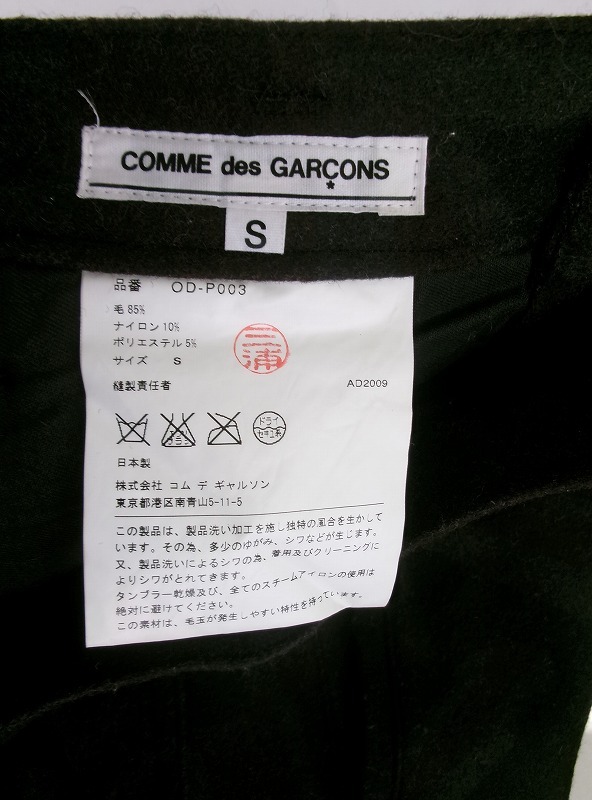 COMME des GARÇONS
S
品番 OD-P003
毛 85%
ナイロン 10%
ポリエステル 5%
サイズ S
三浦
縫製責任者 AD2009
ドライ
セキユ系
日本製
株式会社 コム デ ギャルソン
東京都港区南青山5-11-5
この製品は、製品洗い加工を施し独特の風合を生かして
います。その為、多少のゆがみ、シワなどが生じます。
又、製品洗いによるシワの為、着用及びクリーニングに
よりシワがとれてきます。
タンブラー乾燥及び、全てのスチームアイロンの使用は
絶対に避けてください。
この素材は、毛玉が発生しやすい特性を持っています。